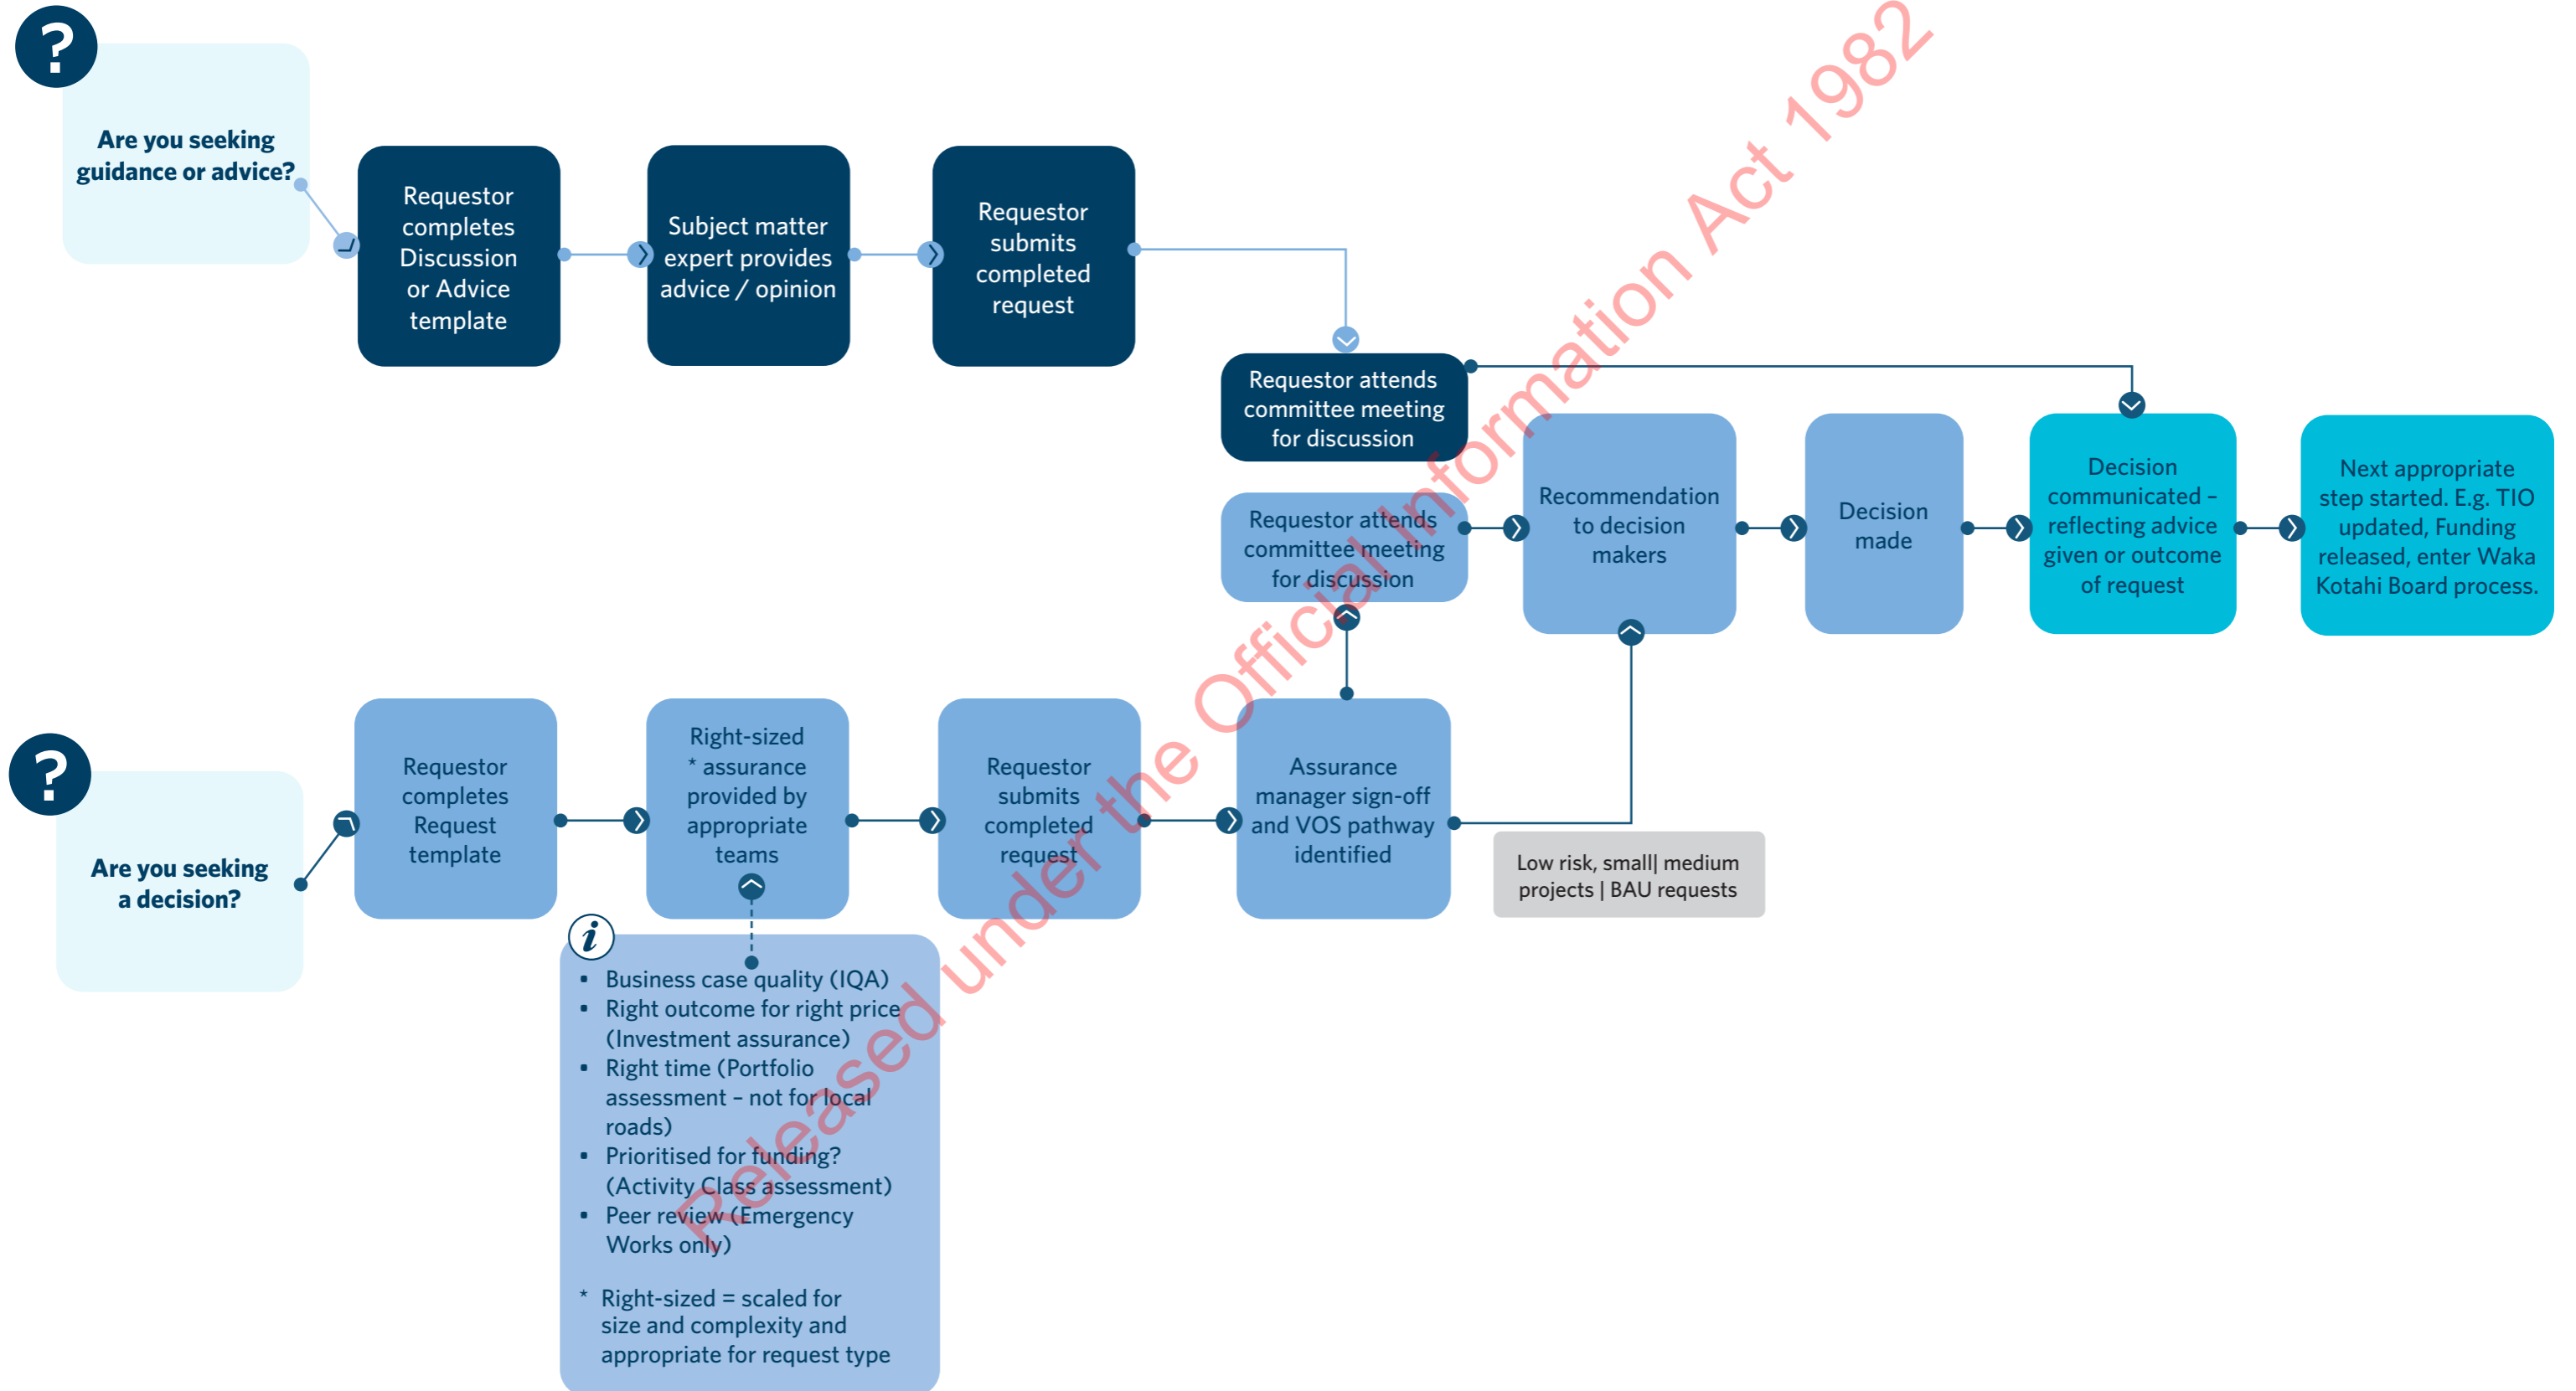 ?
Are you seeking
guidance or advice?
Requestor
completes
Discussion
or Advice
template
Subject matter
expert provides
advice / opinion
Requestor
submits
completed
request
Requestor attends
committee meeting
for discussion
Requestor attends
committee meeting
for discussion
Recommendation
to decision
makers
Decision
made
Decision
communicated –
reflecting advice
given or outcome
of request
Next appropriate
step started. E.g. TIO
updated, Funding
released, enter Waka
Kotahi Board process.
?
Are you seeking
a decision?
Requestor
completes
Request
template
Right-sized
* assurance
provided by
appropriate
teams
Requestor
submits
completed
request
Assurance
manager sign-off
and VOS pathway
identified
Low risk, small| medium
projects | BAU requests
i
▪ Business case quality (IQA)
▪ Right outcome for right price
(Investment assurance)
▪ Right time (Portfolio
assessment – not for local
roads)
▪ Prioritised for funding?
(Activity Class assessment)
▪ Peer review (Emergency
Works only)
* Right-sized = scaled for
size and complexity and
appropriate for request type
Released under the Official Information Act 1982